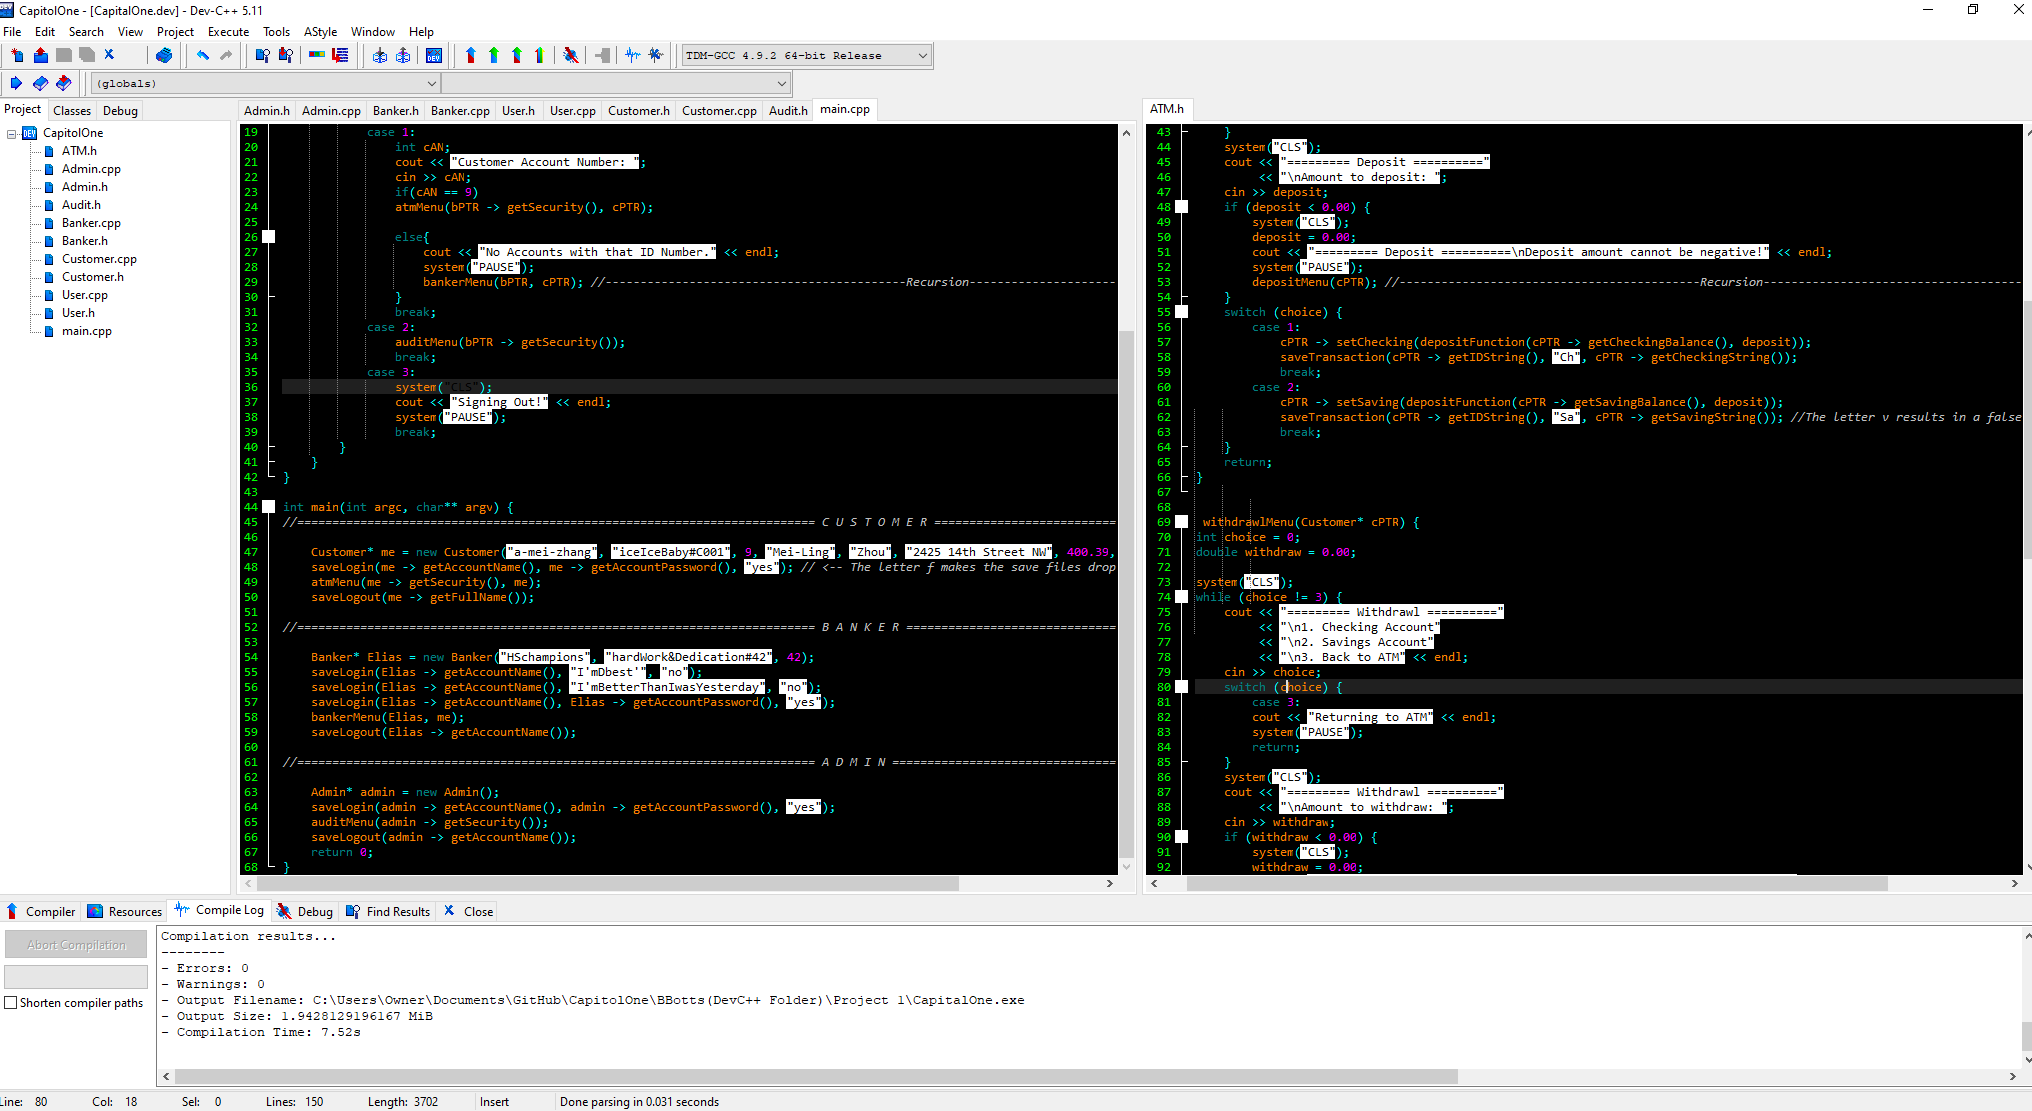 CapitolOne - [CapitalOne.dev] - Dev-C++ 5.11
File Edit Search View Project Execute Tools AStyle Window Help
TDM-GCC 4.9.2 64-bit Release
(globals)
Project Classes Debug
CapitolOne
ATM.h
Admin.cpp
Admin.h
Audit.h
Banker.cpp
Banker.h
Customer.cpp
Customer.h
User.cpp
User.h
main.cpp
Admin.h Admin.cpp Banker.h Banker.cpp User.h User.cpp Customer.h Customer.cpp Audit.h main.cpp
19 case 1:
20 int cAN;
21 cout << "Customer Account Number: ";
22 cin >> cAN;
23 if(cAN == 9)
24 atmMenu(bPTR -> getSecurity(), cPTR);
25
26 else{
27 cout << "No Accounts with that ID Number." << endl;
28 system("PAUSE");
29 bankerMenu(bPTR, cPTR); //-------------------------------------------Recursion---------------------
30 }
31 break;
32 case 2:
33 auditMenu(bPTR -> getSecurity());
34 break;
35 case 3:
36 system("CLS");
37 cout << "Signing Out!" << endl;
38 system("PAUSE");
39 break;
40 }
41 }
42 }
43
44 int main(int argc, char** argv) {
45 //========================================================================== C U S T O M E R ==========================
46
47 Customer* me = new Customer("a-mei-zhang", "iceIceBaby#C001", 9, "Mei-Ling", "Zhou", "2425 14th Street NW", 400.39,
48 saveLogin(me -> getAccountName(), me -> getAccountPassword(), "yes"); // <-- The letter f makes the save files drop
49 atmMenu(me -> getSecurity(), me);
50 saveLogout(me -> getFullName());
51
52 //========================================================================== B A N K E R ==============================
53
54 Banker* Elias = new Banker("HSchampions", "hardWork&Dedication#42", 42);
55 saveLogin(Elias -> getAccountName(), "I'mDbest'", "no");
56 saveLogin(Elias -> getAccountName(), "I'mBetterThanIwasYesterday", "no");
57 saveLogin(Elias -> getAccountName(), Elias -> getAccountPassword(), "yes");
58 bankerMenu(Elias, me);
59 saveLogout(Elias -> getAccountName());
60
61 //========================================================================== A D M I N ================================
62
63 Admin* admin = new Admin();
64 saveLogin(admin -> getAccountName(), admin -> getAccountPassword(), "yes");
65 auditMenu(admin -> getSecurity());
66 saveLogout(admin -> getAccountName());
67 return 0;
68 }
ATM.h
43 }
44 system("CLS");
45 cout << "========= Deposit =========="
46 << "\nAmount to deposit: ";
47 cin >> deposit;
48 if (deposit < 0.00) {
49 system("CLS");
50 deposit = 0.00;
51 cout << "========= Deposit ==========\nDeposit amount cannot be negative!" << endl;
52 system("PAUSE");
53 depositMenu(cPTR); //-------------------------------------------Recursion-------------------------------------
54 }
55 switch (choice) {
56 case 1:
57 cPTR -> setChecking(depositFunction(cPTR -> getCheckingBalance(), deposit));
58 saveTransaction(cPTR -> getIDString(), "Ch", cPTR -> getCheckingString());
59 break;
60 case 2:
61 cPTR -> setSaving(depositFunction(cPTR -> getSavingBalance(), deposit));
62 saveTransaction(cPTR -> getIDString(), "Sa", cPTR -> getSavingString()); //The letter v results in a false
63 break;
64 }
65 return;
66 }
67
68
69 withdrawlMenu(Customer* cPTR) {
70 int choice = 0;
71 double withdraw = 0.00;
72
73 system("CLS");
74 while (choice != 3) {
75 cout << "========= Withdrawl =========="
76 << "\n1. Checking Account"
77 << "\n2. Savings Account"
78 << "\n3. Back to ATM" << endl;
79 cin >> choice;
80 switch (choice) {
81 case 3:
82 cout << "Returning to ATM" << endl;
83 system("PAUSE");
84 return;
85 }
86 system("CLS");
87 cout << "========= Withdrawl =========="
88 << "\nAmount to withdraw: ";
89 cin >> withdraw;
90 if (withdraw < 0.00) {
91 system("CLS");
92 withdraw = 0.00;
Compiler Resources Compile Log Debug Find Results Close
Abort Compilation
Shorten compiler paths
Compilation results...
--------
- Errors: 0
- Warnings: 0
- Output Filename: C:\Users\Owner\Documents\GitHub\CapitolOne\BBotts(DevC++ Folder)\Project 1\CapitalOne.exe
- Output Size: 1.9428129196167 MiB
- Compilation Time: 7.52s
Line: 80 Col: 18 Sel: 0 Lines: 150 Length: 3702 Insert Done parsing in 0.031 seconds